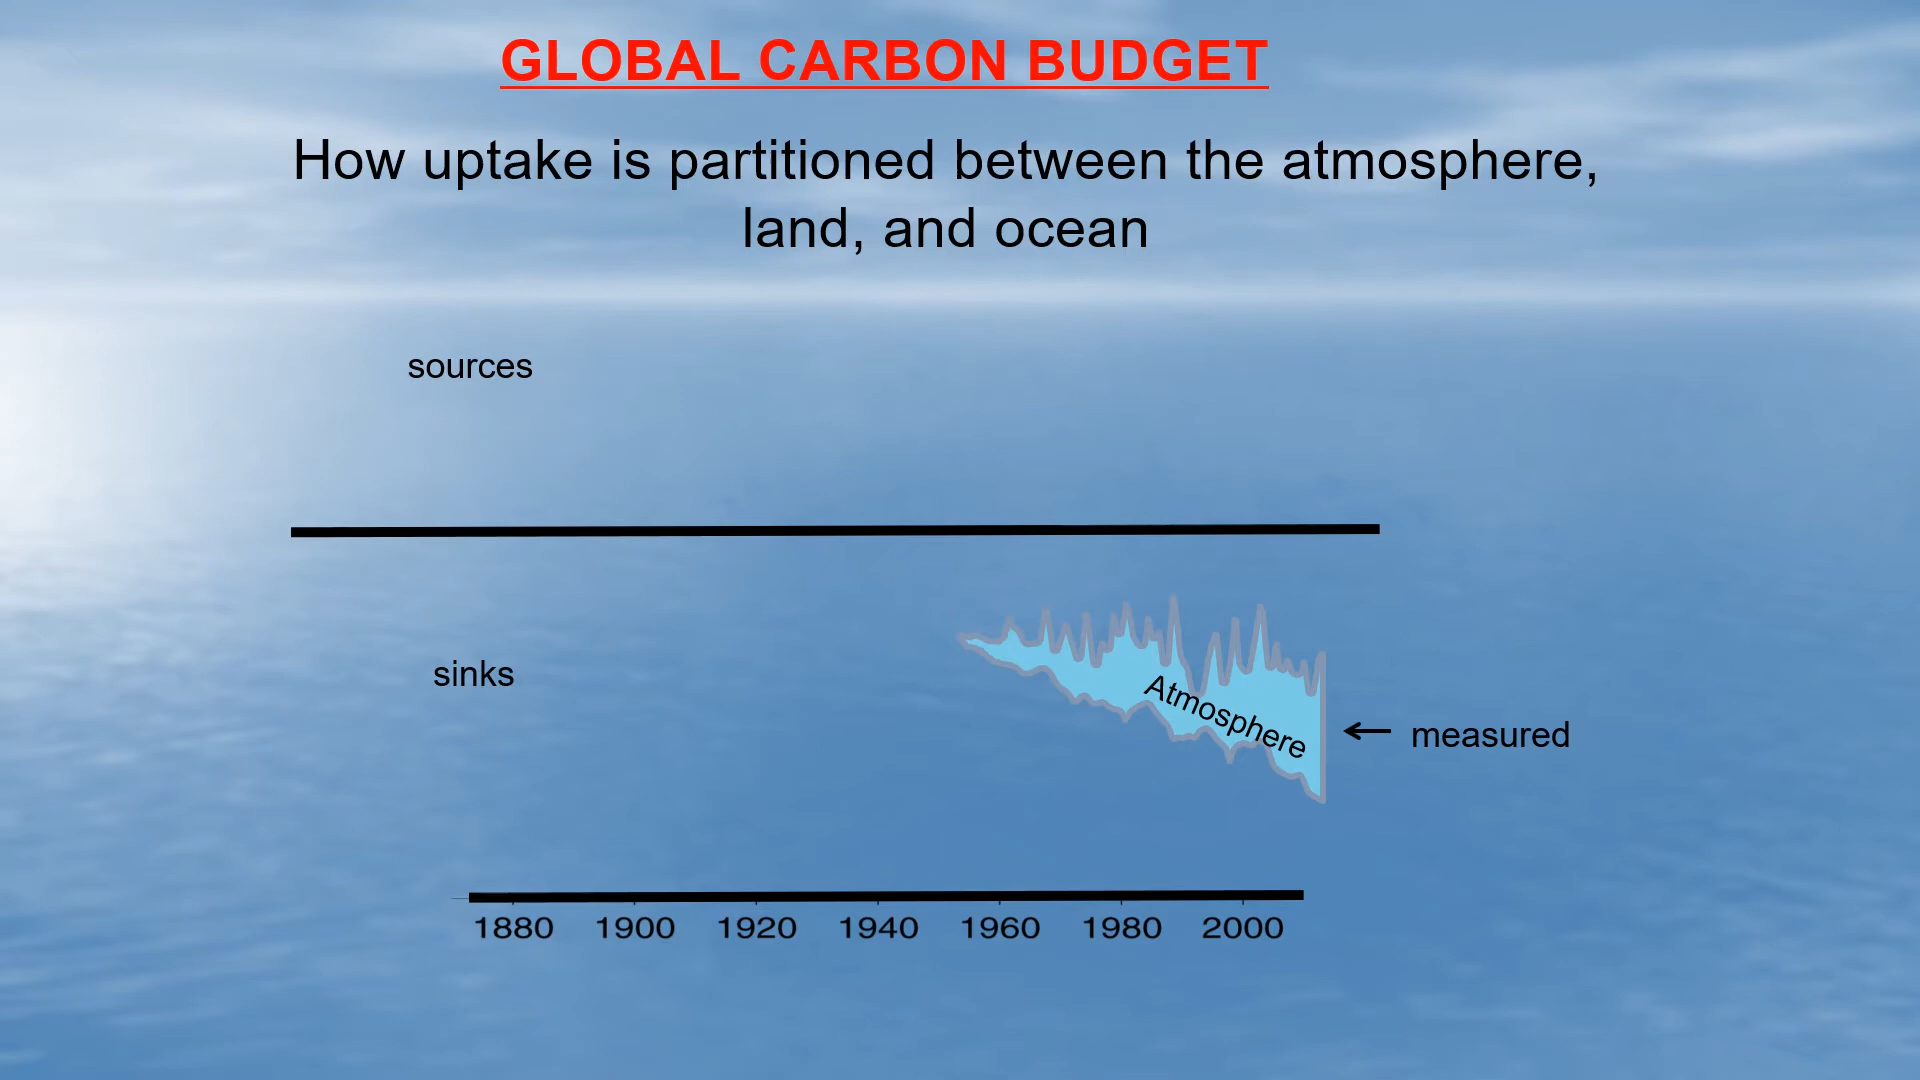 GLOBAL CARBON BUDGET
How uptake is partitioned between the atmosphere,
land, and ocean
sources
sinks
Atmosphere
measured
1880 1900 1920 1940 1960 1980 2000